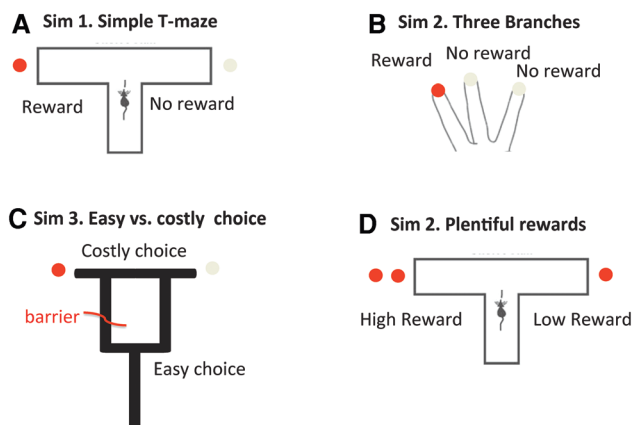 A Sim 1. Simple T-maze
Reward
No reward
B Sim 2. Three Branches
Reward
No reward
No reward
C Sim 3. Easy vs. costly choice
Costly choice
barrier
Easy choice
D Sim 2. Plentiful rewards
High Reward
Low Reward